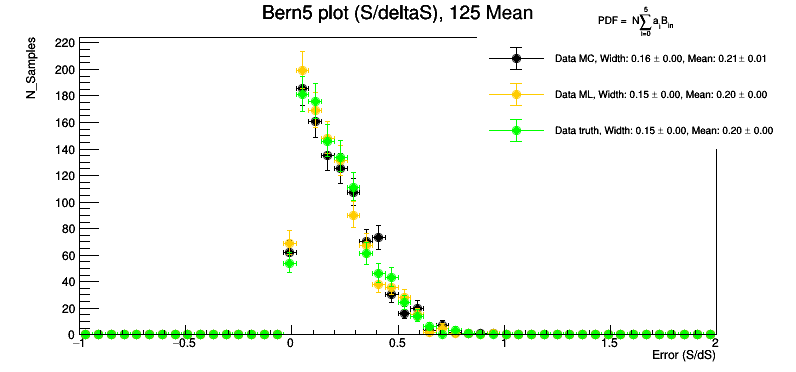 Bern5 plot (S/deltaS), 125 Mean
PDF = N∑ a_i B_in
5
i=0
N_Samples
Data MC, Width: 0.16 ± 0.00, Mean: 0.21± 0.01
Data ML, Width: 0.15 ± 0.00, Mean: 0.20 ± 0.00
Data truth, Width: 0.15 ± 0.00, Mean: 0.20 ± 0.00
220
200
180
160
140
120
100
80
60
40
20
0
−1 −0.5 0 0.5 1 1.5 2
Error (S/dS)